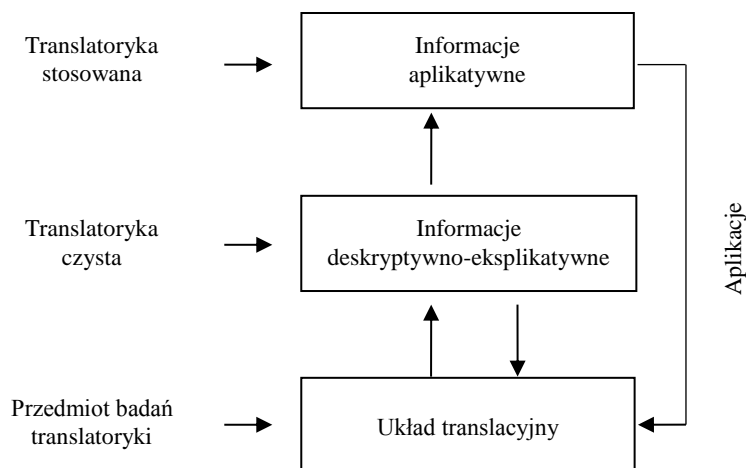 Translatoryka
stosowana
Informacje
aplikatywne
Translatoryka
czysta
Informacje
deskryptywno-eksplikatywne
Aplikacje
Przedmiot badań
translatoryki
Układ translacyjny